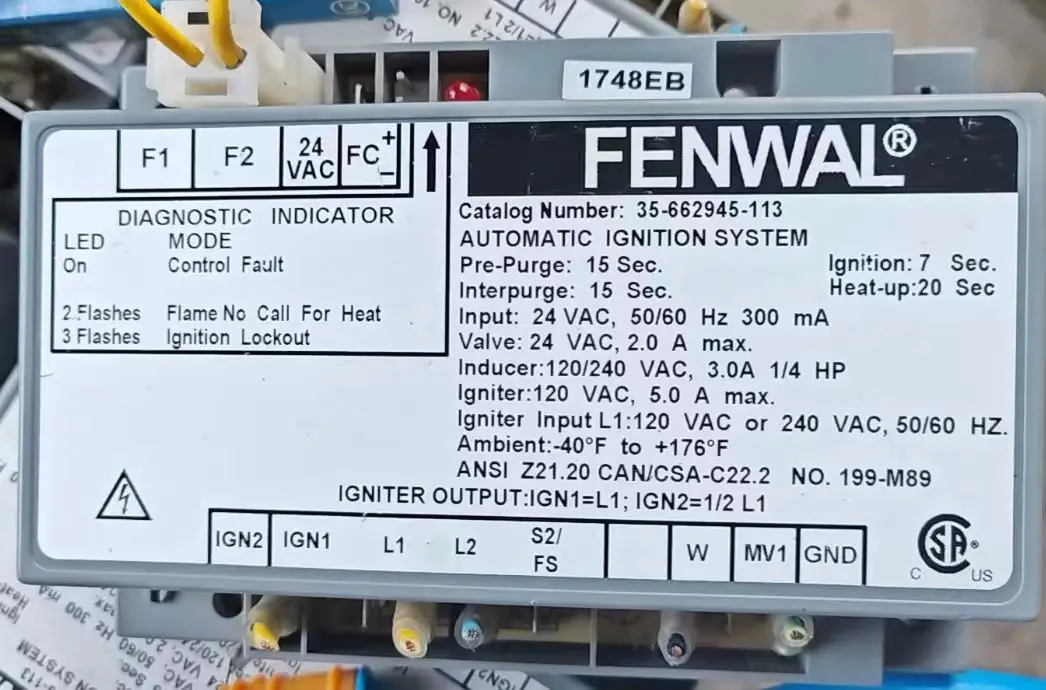 1748EB
F1 F2 24 VAC FC + -
FENWAL®
DIAGNOSTIC INDICATOR
LED MODE
On Control Fault
2 Flashes Flame No Call For Heat
3 Flashes Ignition Lockout
Catalog Number: 35-662945-113
AUTOMATIC IGNITION SYSTEM
Pre-Purge: 15 Sec. Ignition: 7 Sec.
Interpurge: 15 Sec. Heat-up:20 Sec
Input: 24 VAC, 50/60 Hz 300 mA
Valve: 24 VAC, 2.0 A max.
Inducer:120/240 VAC, 3.0A 1/4 HP
Igniter:120 VAC, 5.0 A max.
Igniter Input L1:120 VAC or 240 VAC, 50/60 HZ.
Ambient:-40°F to +176°F
ANSI Z21.20 CAN/CSA-C22.2 NO. 199-M89
IGNITER OUTPUT:IGN1=L1; IGN2=1/2 L1
IGN2 IGN1 L1 L2 S2/ FS W MV1 GND
C SA® US